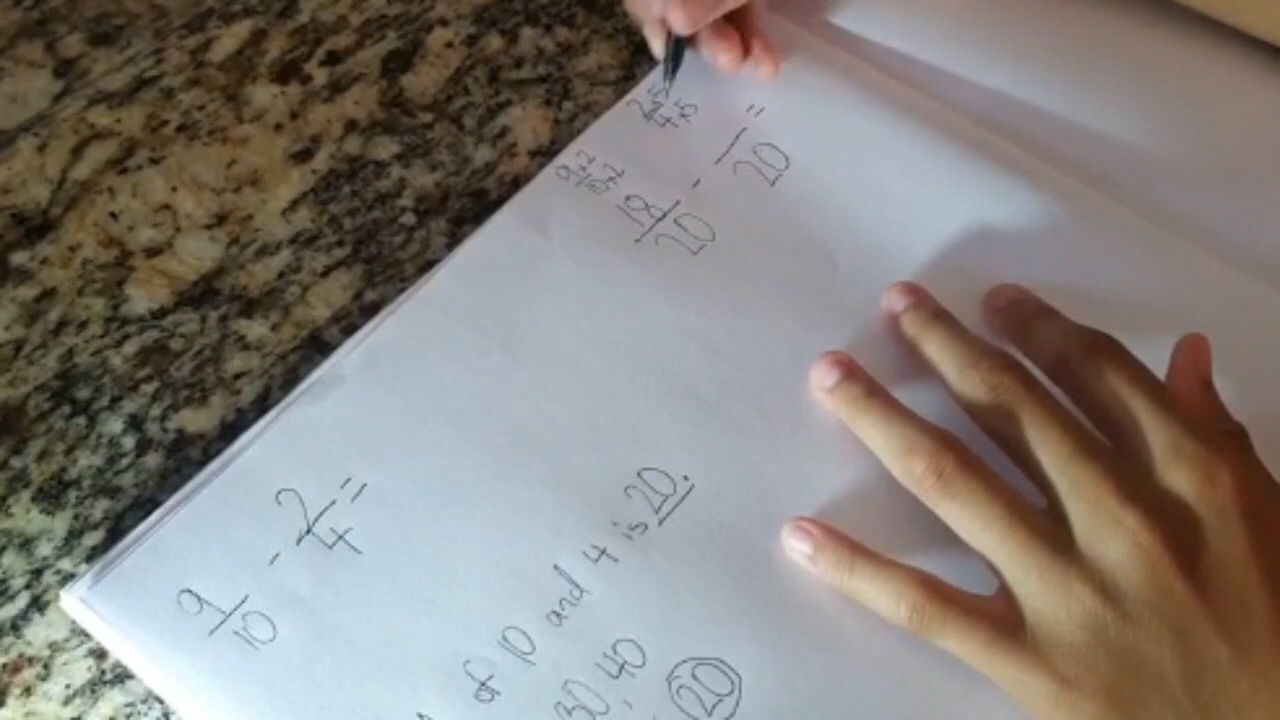 9/10 - 2/4 =
of 10 and 4 is 20.
30, 40
20
9×2/10×2 2×5/4×5
18/20 - /20 =